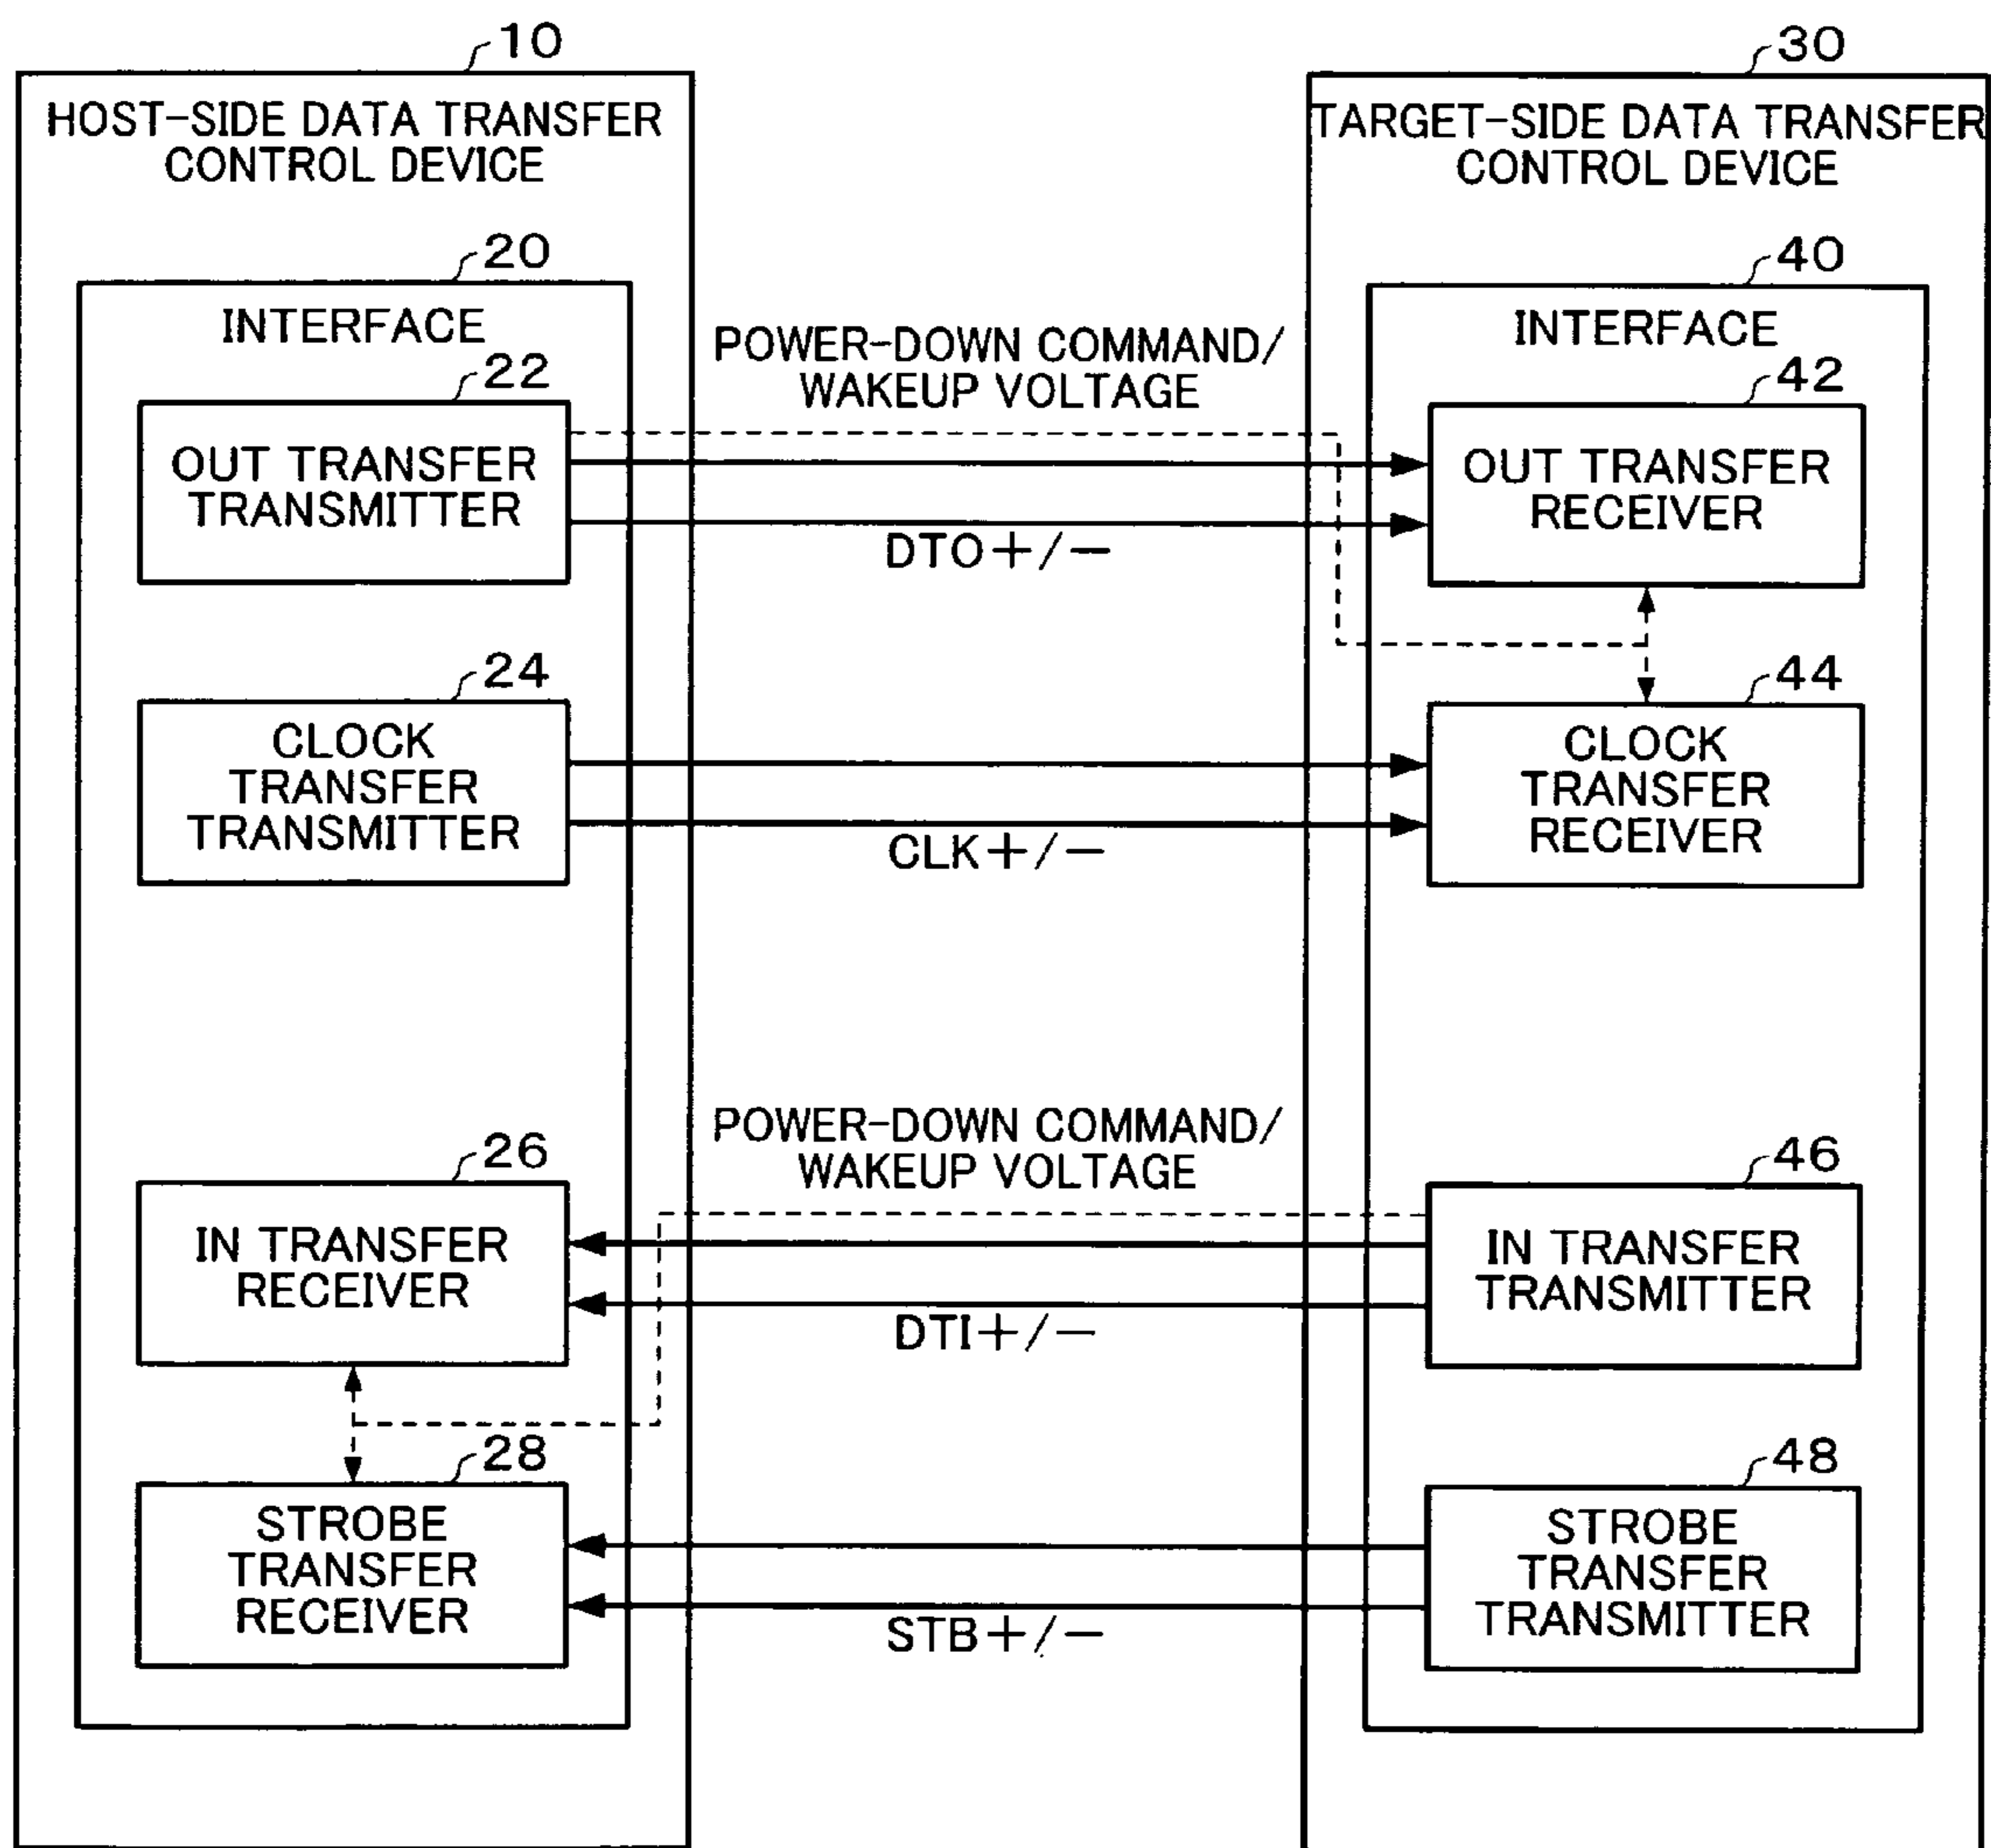 10
HOST-SIDE DATA TRANSFER
CONTROL DEVICE
20
INTERFACE
22
OUT TRANSFER
TRANSMITTER
24
CLOCK
TRANSFER
TRANSMITTER
26
IN TRANSFER
RECEIVER
28
STROBE
TRANSFER
RECEIVER
POWER-DOWN COMMAND/
WAKEUP VOLTAGE
DTO+/−
CLK+/−
POWER-DOWN COMMAND/
WAKEUP VOLTAGE
DTI+/−
STB+/−
30
TARGET-SIDE DATA TRANSFER
CONTROL DEVICE
40
INTERFACE
42
OUT TRANSFER
RECEIVER
44
CLOCK
TRANSFER
RECEIVER
46
IN TRANSFER
TRANSMITTER
48
STROBE
TRANSFER
TRANSMITTER